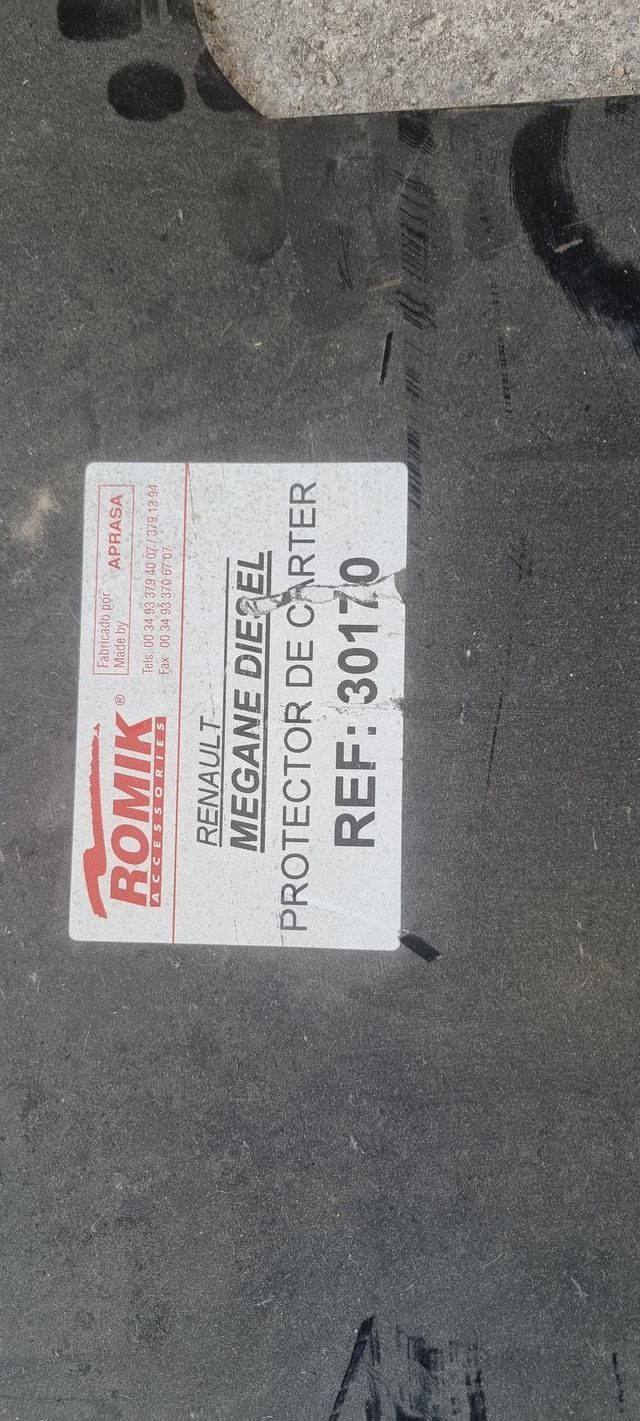 ROMIK®
ACCESSORIES
Fabricado por
Made by
APRASA
Tels. 00 34 93 379 40 07 / 379 13 94
Fax 00 34 93 370 67 07
RENAULT
MEGANE DIESEL
PROTECTOR DE CARTER
REF: 30170